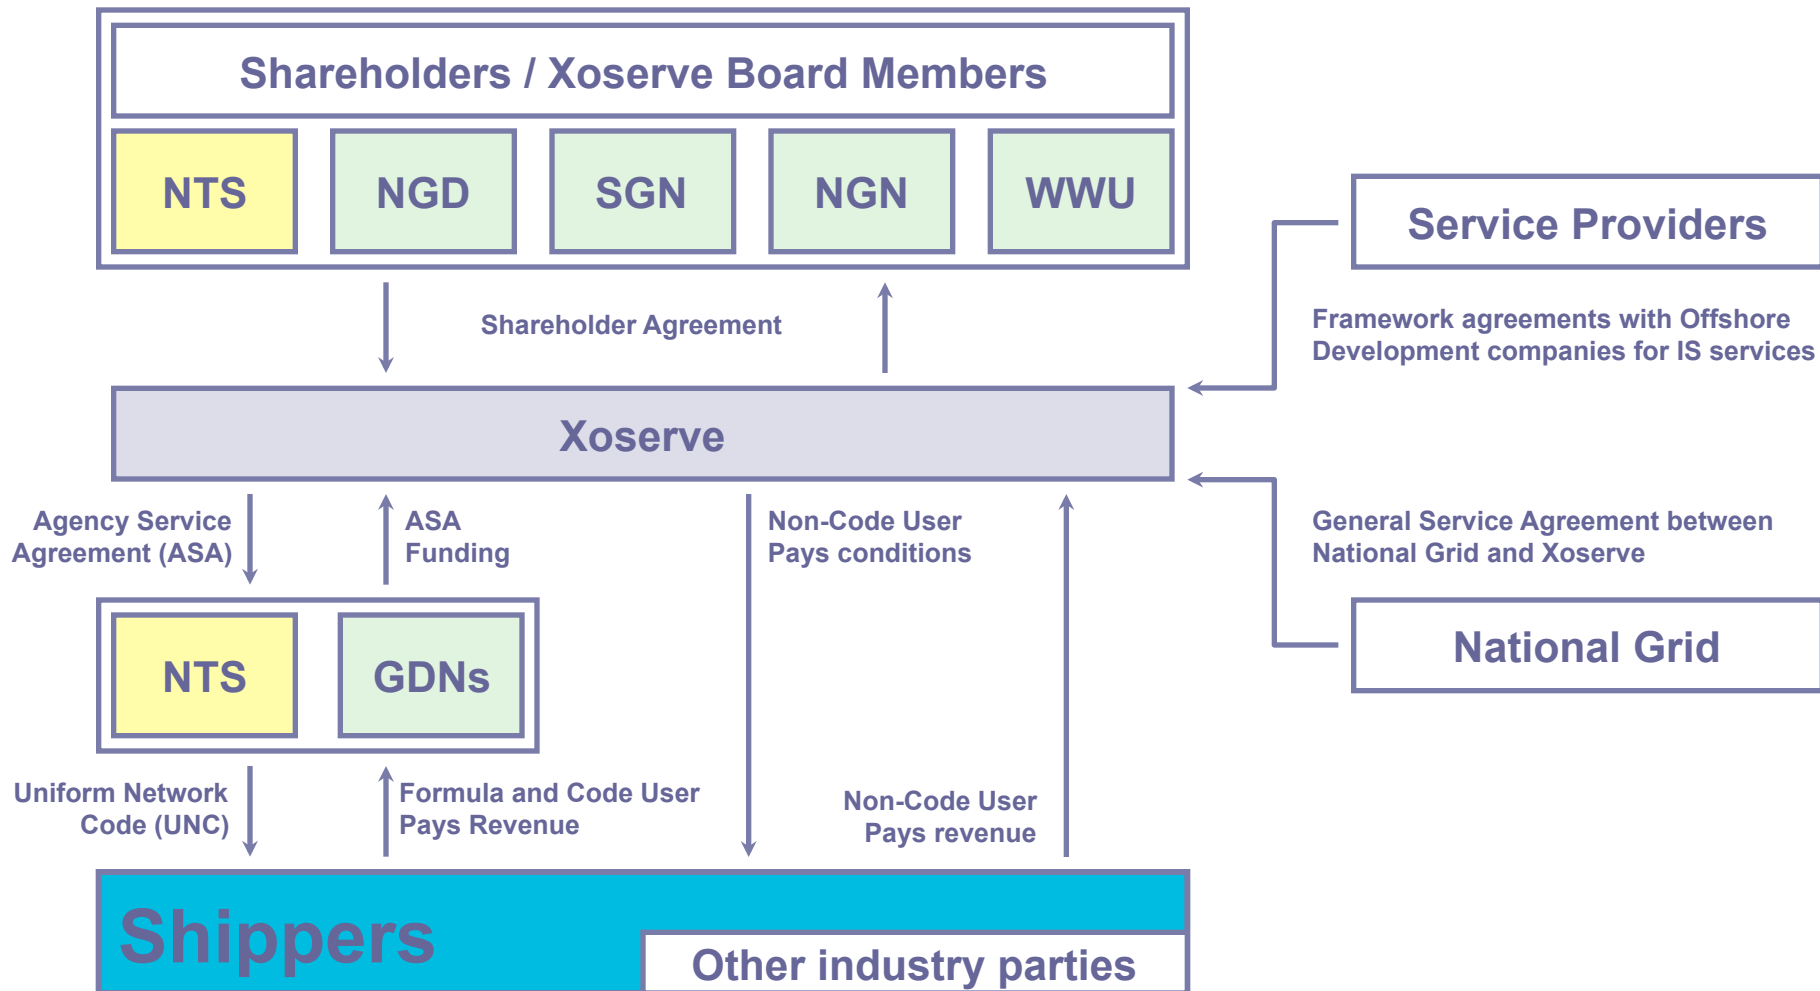 Shareholders / Xoserve Board Members
NTS
NGD
SGN
NGN
WWU
Service Providers
Shareholder Agreement
Framework agreements with Offshore
Development companies for IS services
Xoserve
Agency Service
Agreement (ASA)
ASA
Funding
Non-Code User
Pays conditions
General Service Agreement between
National Grid and Xoserve
NTS
GDNs
National Grid
Uniform Network
Code (UNC)
Formula and Code User
Pays Revenue
Non-Code User
Pays revenue
Shippers
Other industry parties